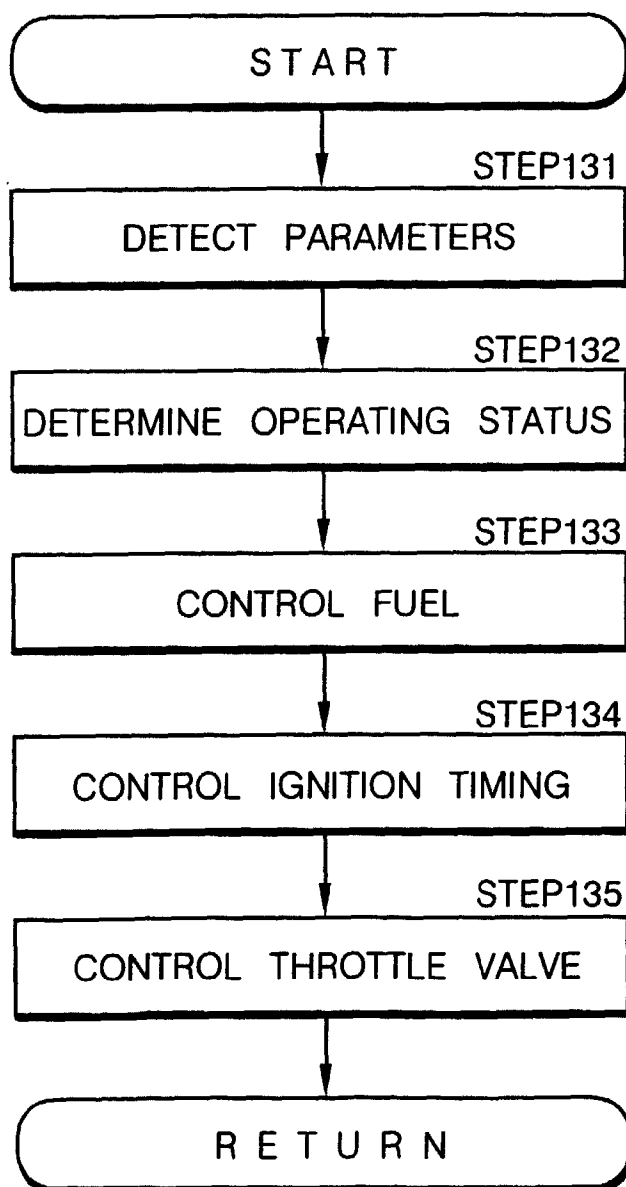 START
STEP131
DETECT PARAMETERS
STEP132
DETERMINE OPERATING STATUS
STEP133
CONTROL FUEL
STEP134
CONTROL IGNITION TIMING
STEP135
CONTROL THROTTLE VALVE
RETURN